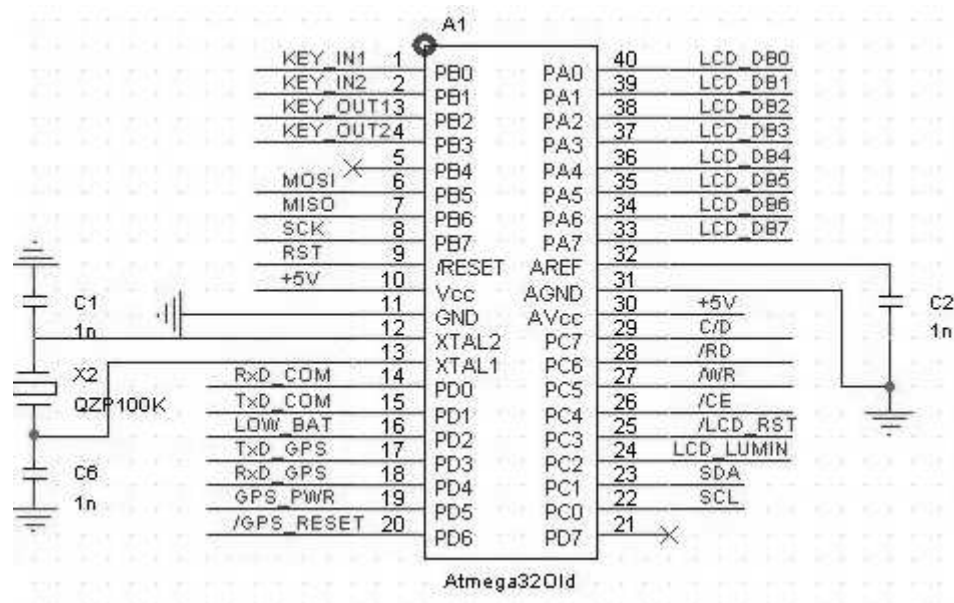 A1
KEY_IN1 1 PB0 PA0 40 LCD_DB0
KEY_IN2 2 PB1 PA1 39 LCD_DB1
KEY_OUT1 3 PB2 PA2 38 LCD_DB2
KEY_OUT2 4 PB3 PA3 37 LCD_DB3
5 PB4 PA4 36 LCD_DB4
MOSI 6 PB5 PA5 35 LCD_DB5
MISO 7 PB6 PA6 34 LCD_DB6
SCK 8 PB7 PA7 33 LCD_DB7
RST 9 /RESET AREF 32
+5V 10 Vcc AGND 31
11 GND AVcc 30 +5V
12 XTAL2 PC7 29 C/D
13 XTAL1 PC6 28 /RD
RxD_COM 14 PD0 PC5 27 /WR
TxD_COM 15 PD1 PC4 26 /CE
LOW_BAT 16 PD2 PC3 25 /LCD_RST
TxD_GPS 17 PD3 PC2 24 LCD_LUMIN
RxD_GPS 18 PD4 PC1 23 SDA
GPS_PWR 19 PD5 PC0 22 SCL
/GPS_RESET 20 PD6 PD7 21
C1
1n
X2
QZP100K
C6
1n
C2
1n
Atmega32Old